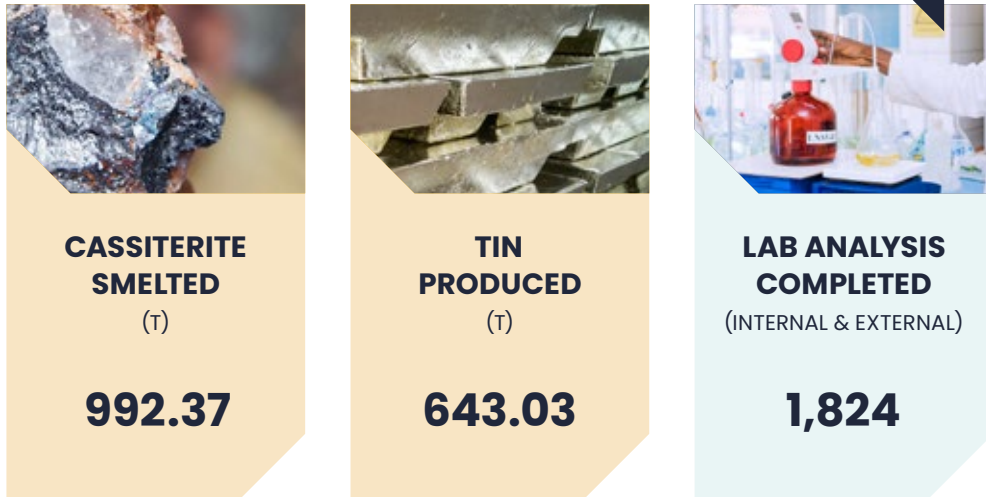 CASSITERITE
SMELTED
(T)
992.37
TIN
PRODUCED
(T)
643.03
LAB ANALYSIS
COMPLETED
(INTERNAL & EXTERNAL)
1,824